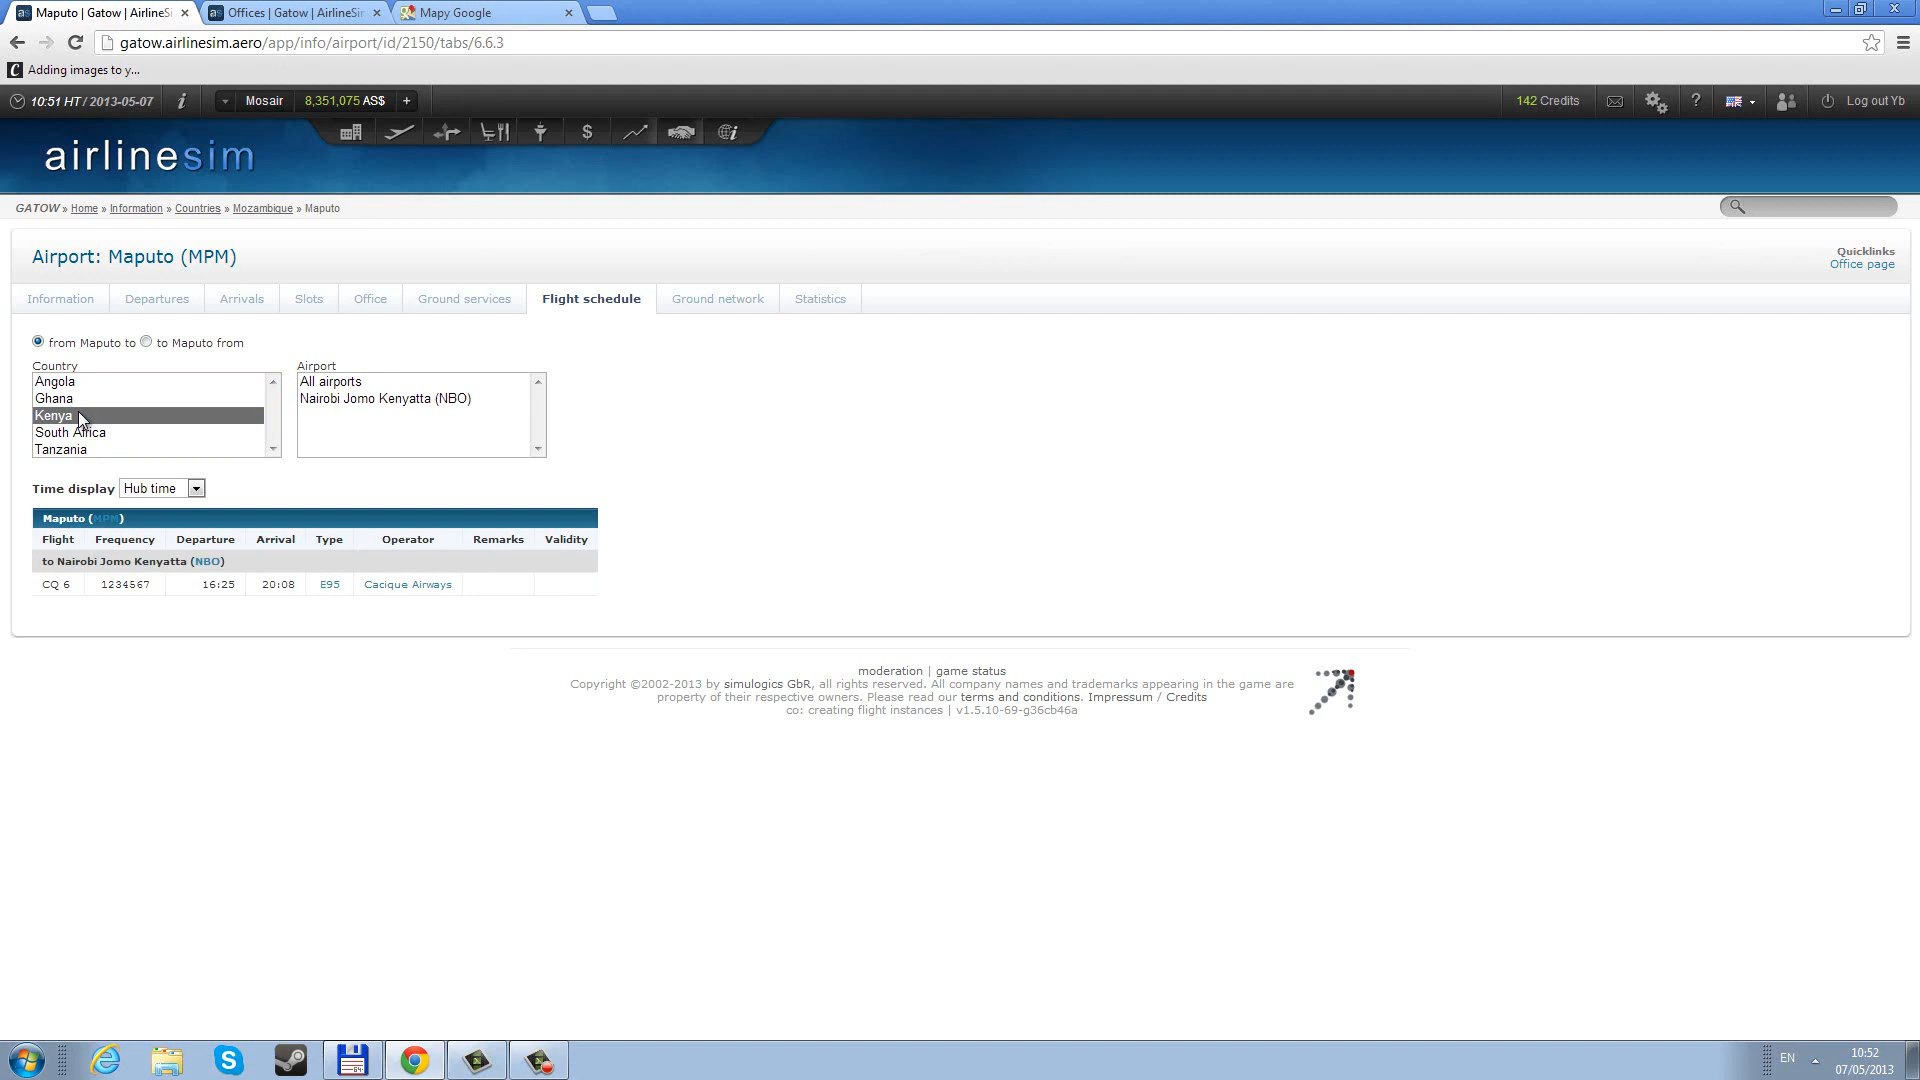 Maputo | Gatow | AirlineSi
Offices | Gatow | AirlineSim
Mapy Google
gatow.airlinesim.aero/app/info/airport/id/2150/tabs/6.6.3
Adding images to y...
10:51 HT / 2013-05-07
Mosair
8,351,075 AS$
+
142 Credits
?
Log out Yb
airlinesim
GATOW » Home » Information » Countries » Mozambique » Maputo
Airport: Maputo (MPM)
Quicklinks
Office page
Information
Departures
Arrivals
Slots
Office
Ground services
Flight schedule
Ground network
Statistics
from Maputo to
to Maputo from
Country
Airport
Angola
Ghana
Kenya
South Africa
Tanzania
All airports
Nairobi Jomo Kenyatta (NBO)
Time display
Hub time
Maputo (MPM)
Flight Frequency Departure Arrival Type Operator Remarks Validity
to Nairobi Jomo Kenyatta (NBO)
CQ 6 1234567 16:25 20:08 E95 Cacique Airways
moderation | game status
Copyright ©2002-2013 by simulogics GbR, all rights reserved. All company names and trademarks appearing in the game are
property of their respective owners. Please read our terms and conditions. Impressum / Credits
co: creating flight instances | v1.5.10-69-g36cb46a
EN
10:52
07/05/2013